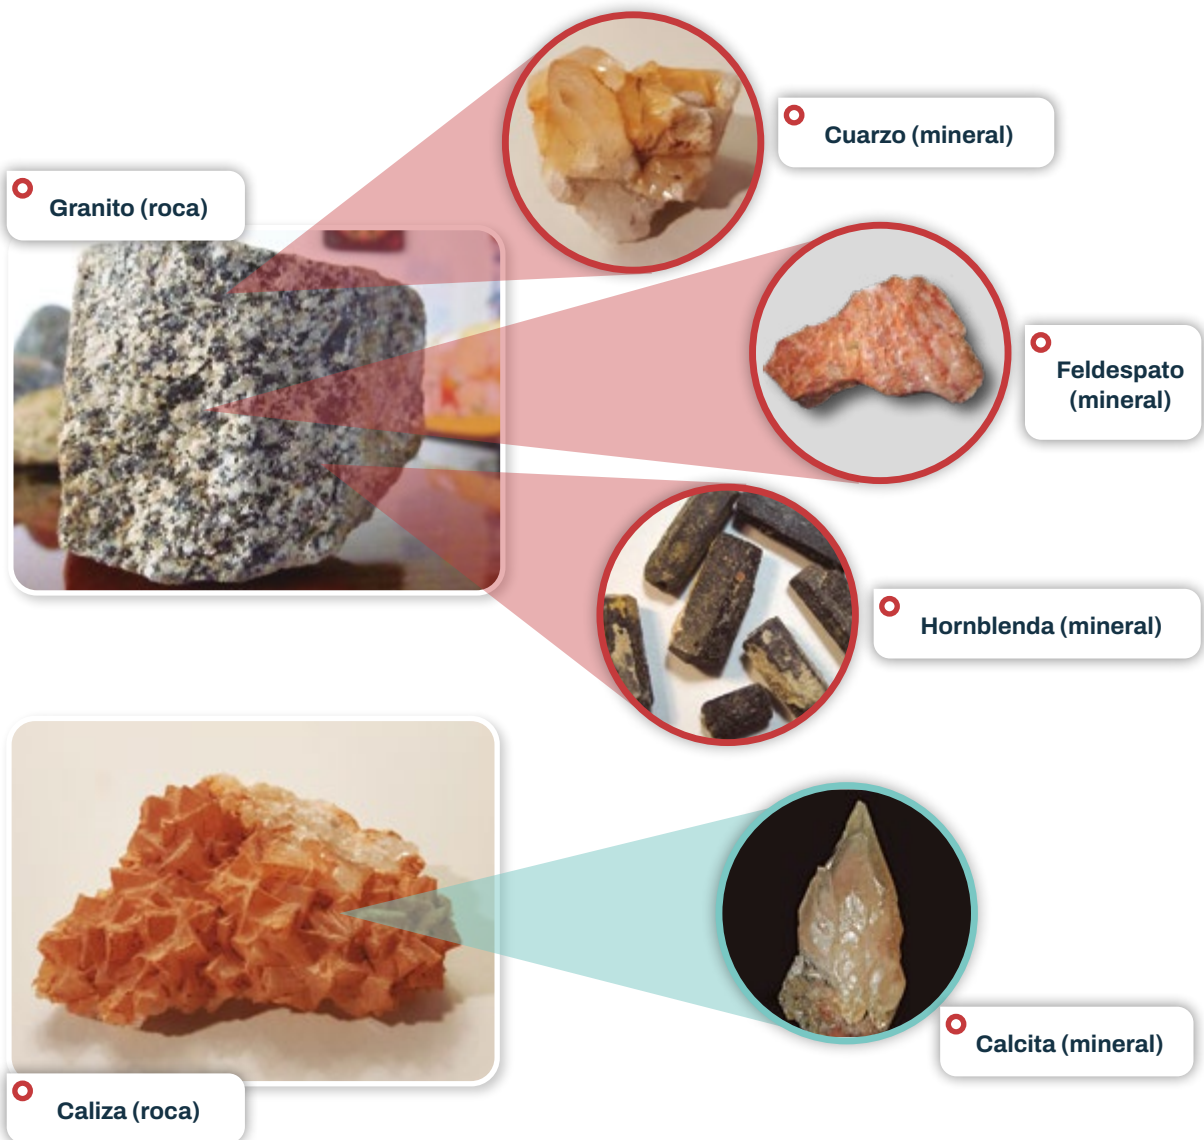 Cuarzo (mineral)
Granito (roca)
Feldespato
(mineral)
Hornblenda (mineral)
Calcita (mineral)
Caliza (roca)